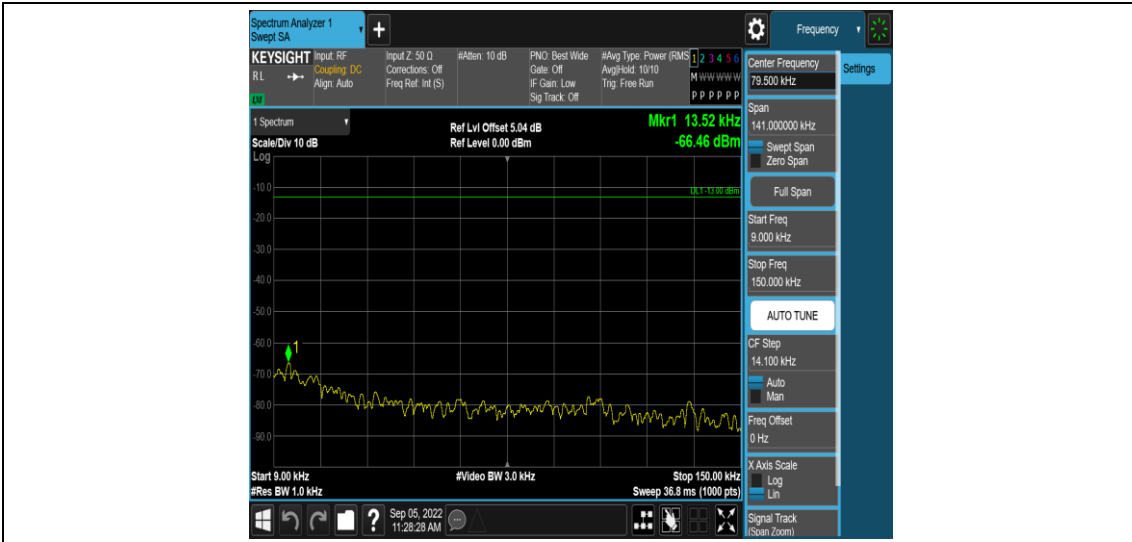 Spectrum Analyzer 1
Swept SA
+
Frequency
KEYSIGHT
RL
LXI
Input: RF
Coupling: DC
Align: Auto
Input Z: 50 Ω
Corrections: Off
Freq Ref: Int (S)
#Atten: 10 dB
PNO: Best Wide
Gate: Off
IF Gain: Low
Sig Track: Off
#Avg Type: Power (RMS
Avg|Hold: 10/10
Trig: Free Run
1 2 3 4 5 6
M W W W W W
P P P P P P
1 Spectrum
Scale/Div 10 dB
Log
Ref Lvl Offset 5.04 dB
Ref Level 0.00 dBm
Mkr1 13.52 kHz
-66.46 dBm
DL1 -13.00 dBm
-10.0
-20.0
-30.0
-40.0
-50.0
-60.0
-70.0
-80.0
-90.0
1
Start 9.00 kHz
#Res BW 1.0 kHz
#Video BW 3.0 kHz
Stop 150.00 kHz
Sweep 36.8 ms (1000 pts)
Center Frequency
79.500 kHz
Settings
Span
141.000000 kHz
Swept Span
Zero Span
Full Span
Start Freq
9.000 kHz
Stop Freq
150.000 kHz
AUTO TUNE
CF Step
14.100 kHz
Auto
Man
Freq Offset
0 Hz
X Axis Scale
Log
Lin
Signal Track
(Span Zoom)
?
Sep 05, 2022
11:28:28 AM